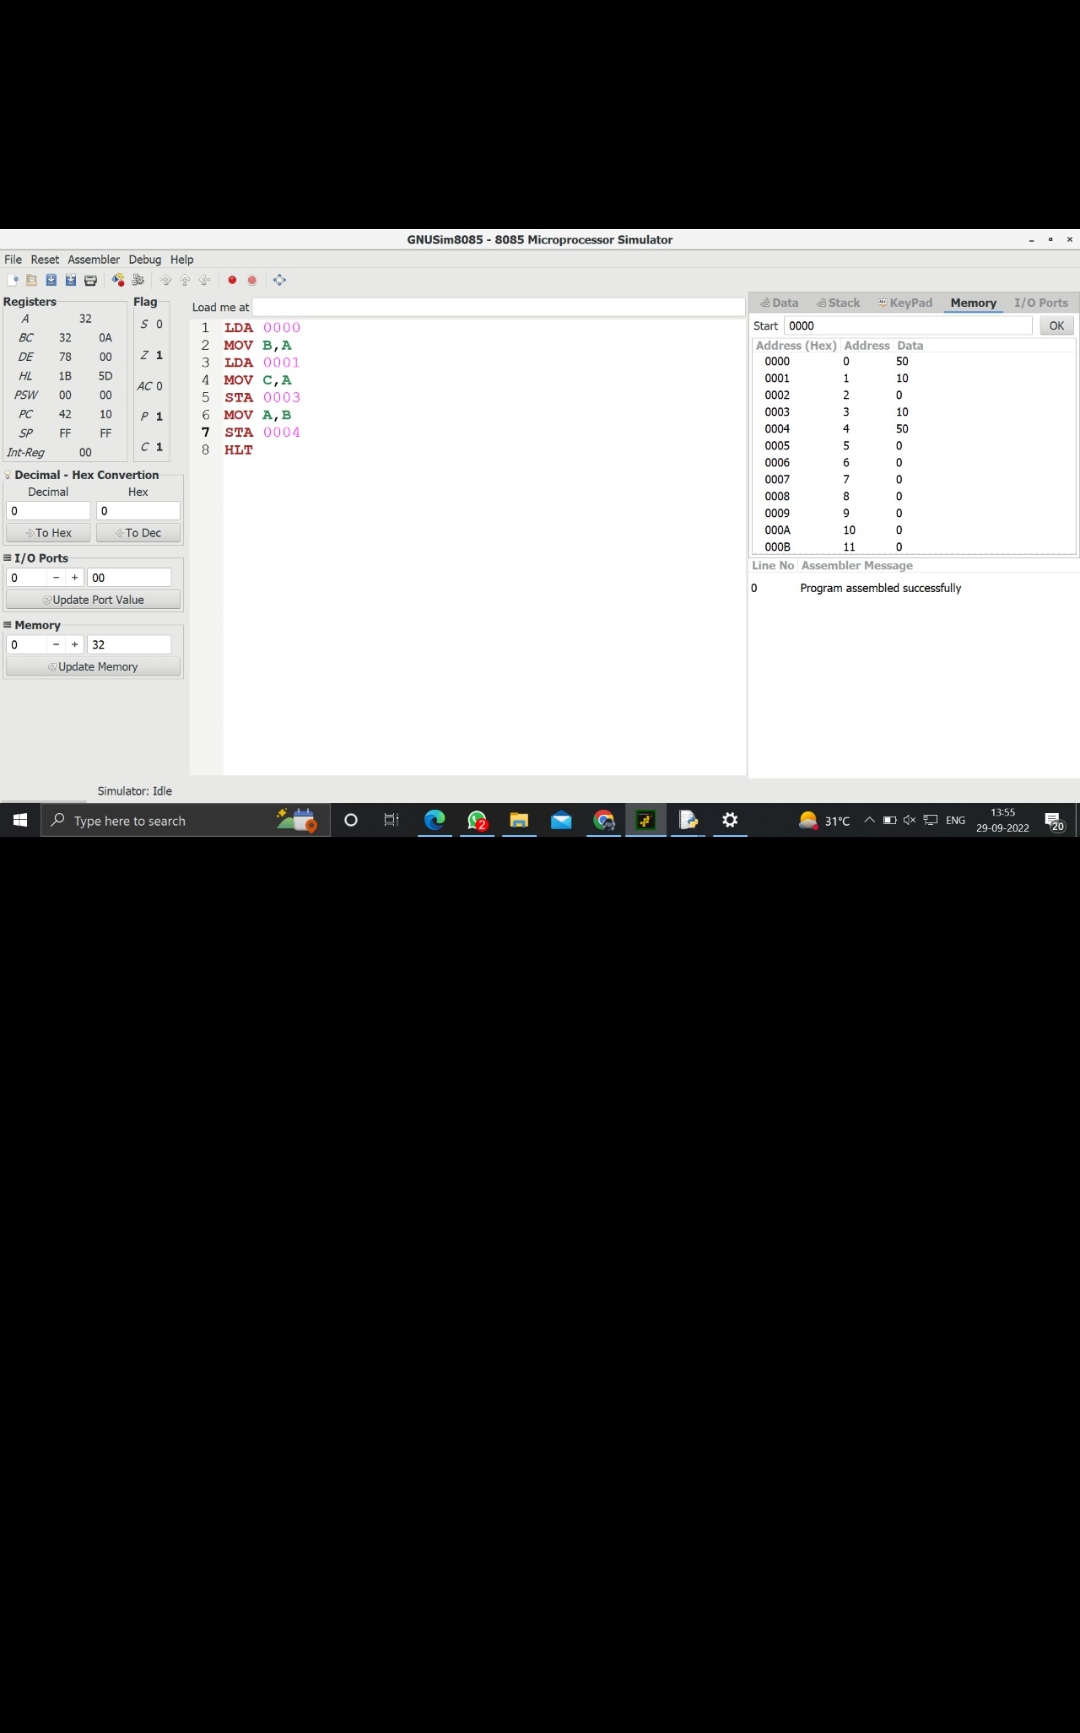 GNUSim8085 - 8085 Microprocessor Simulator
File Reset Assembler Debug Help
Registers
A 32
BC 32 0A
DE 78 00
HL 1B 5D
PSW 00 00
PC 42 10
SP FF FF
Int-Reg 00
Flag
S 0
Z 1
AC 0
P 1
C 1
Decimal - Hex Convertion
Decimal Hex
0 0
To Hex To Dec
I/O Ports
0 - + 00
Update Port Value
Memory
0 - + 32
Update Memory
Load me at
1 LDA 0000
2 MOV B,A
3 LDA 0001
4 MOV C,A
5 STA 0003
6 MOV A,B
7 STA 0004
8 HLT
Data Stack KeyPad Memory I/O Ports
Start 0000 OK
Address (Hex) Address Data
0000 0 50
0001 1 10
0002 2 0
0003 3 10
0004 4 50
0005 5 0
0006 6 0
0007 7 0
0008 8 0
0009 9 0
000A 10 0
000B 11 0
Line No Assembler Message
0 Program assembled successfully
Simulator: Idle
Type here to search
2
31°C ENG
13:55
29-09-2022
20